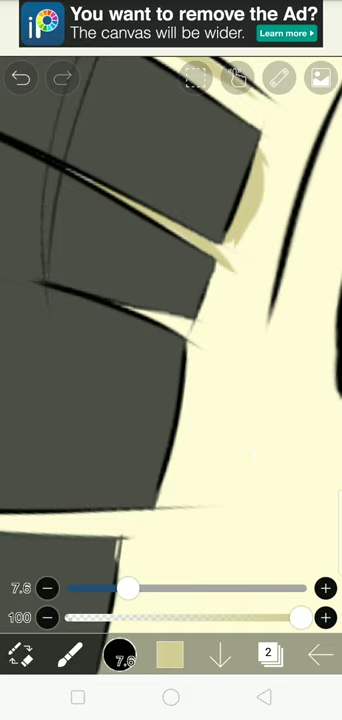 iP
You want to remove the Ad?
The canvas will be wider.
Learn more
7.6
100
7.6
2